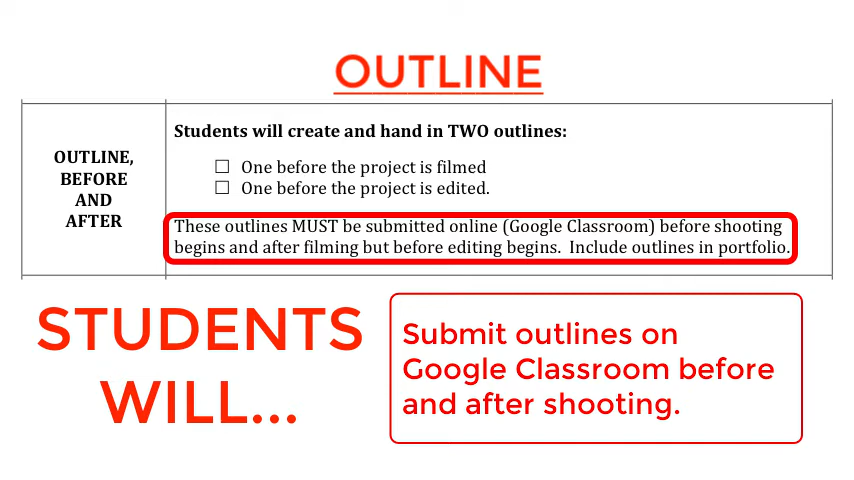 OUTLINE
OUTLINE,
BEFORE
AND
AFTER
Students will create and hand in TWO outlines:
☐ One before the project is filmed
☐ One before the project is edited.
These outlines MUST be submitted online (Google Classroom) before shooting
begins and after filming but before editing begins.  Include outlines in portfolio.
STUDENTS
WILL...
Submit outlines on
Google Classroom before
and after shooting.